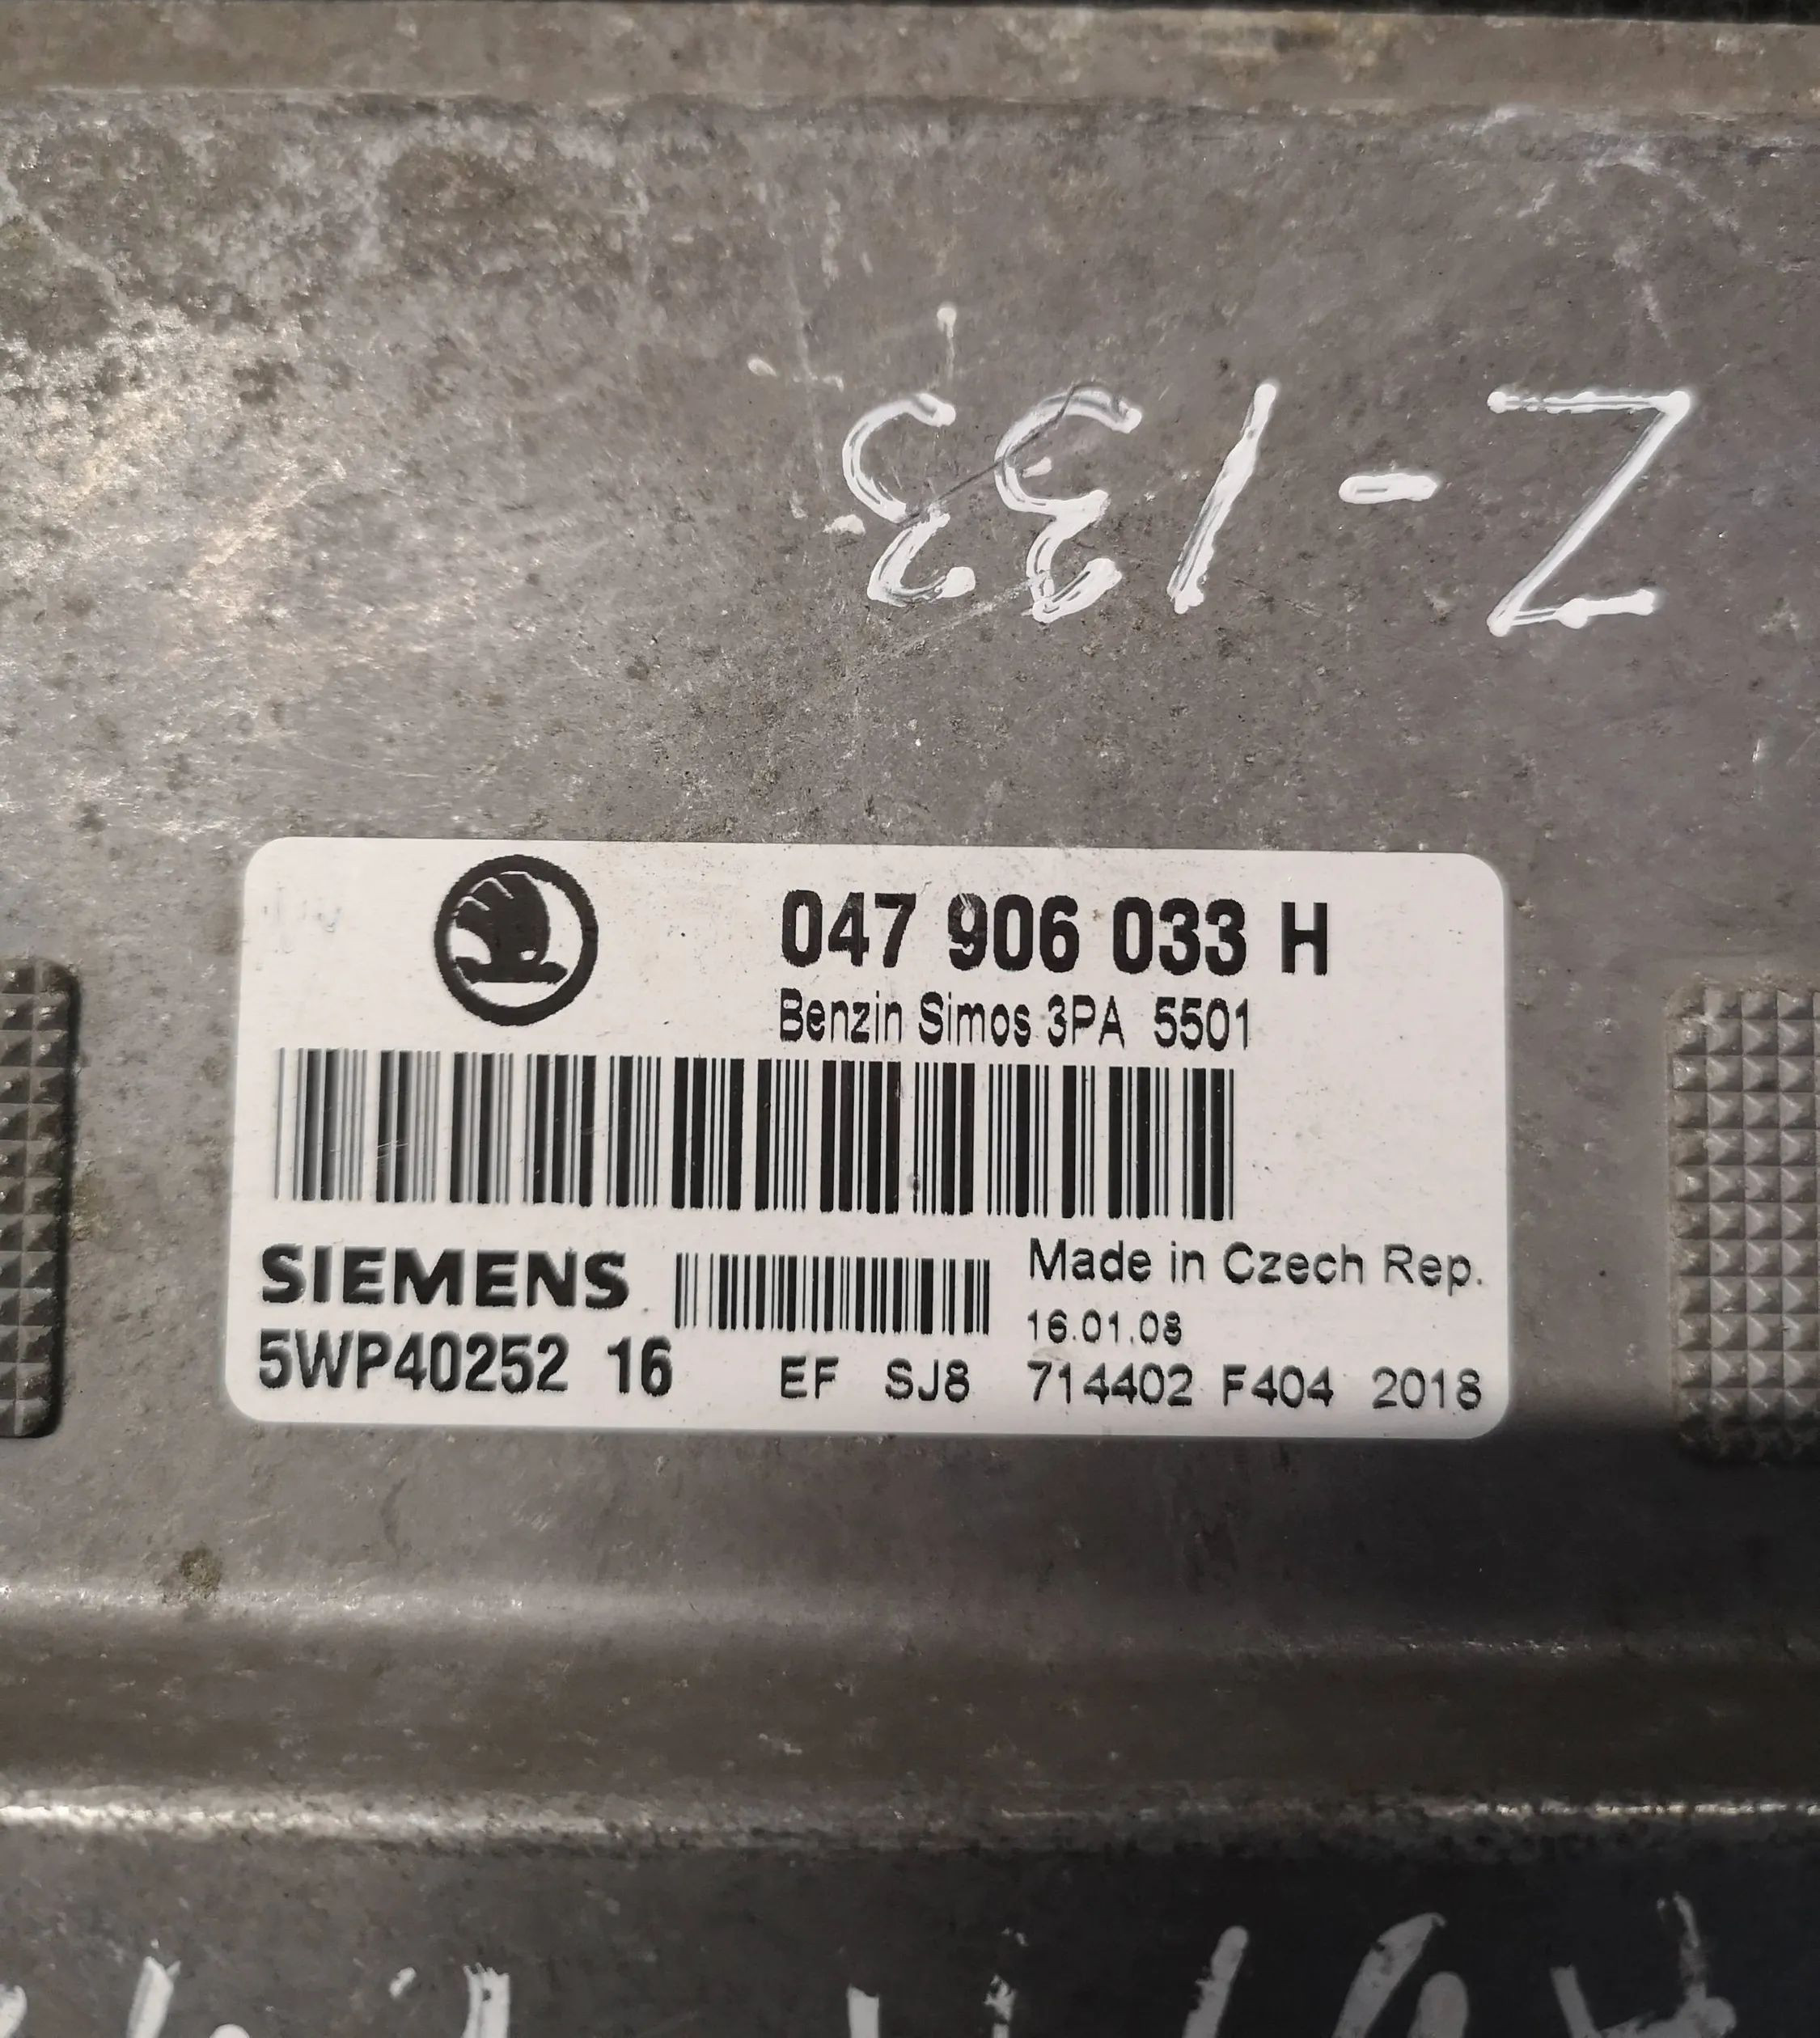 Z-133
047 906 033 H
Benzin Simos 3PA 5501
SIEMENS
Made in Czech Rep.
16.01.08
5WP40252 16
EF SJ8 714402 F404 2018